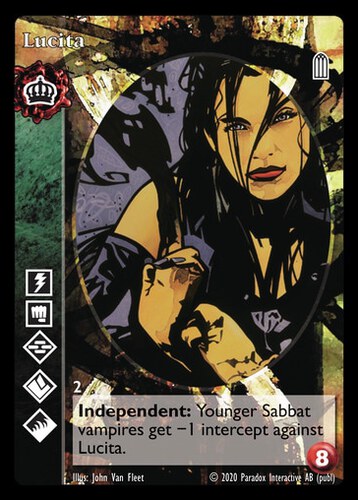 Lucita
2
Independent: Younger Sabbat
vampires get −1 intercept against
Lucita.
8
Illus: John Van Fleet © 2020 Paradox Interactive AB (publ)